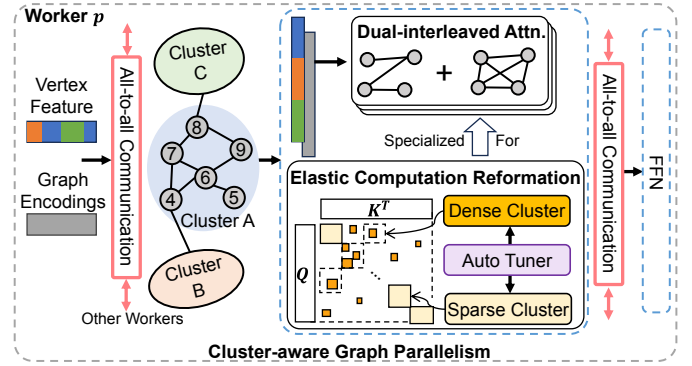 Worker p
Vertex
Feature
Graph
Encodings
All-to-all Communication
Other Workers
Cluster
C
8
7
9
6
4
5
Cluster A
Cluster
B
Dual-interleaved Attn.
+
Specialized For
Elastic Computation Reformation
K^T
Q
...
Dense Cluster
Auto Tuner
Sparse Cluster
All-to-all Communication
FFN
Cluster-aware Graph Parallelism